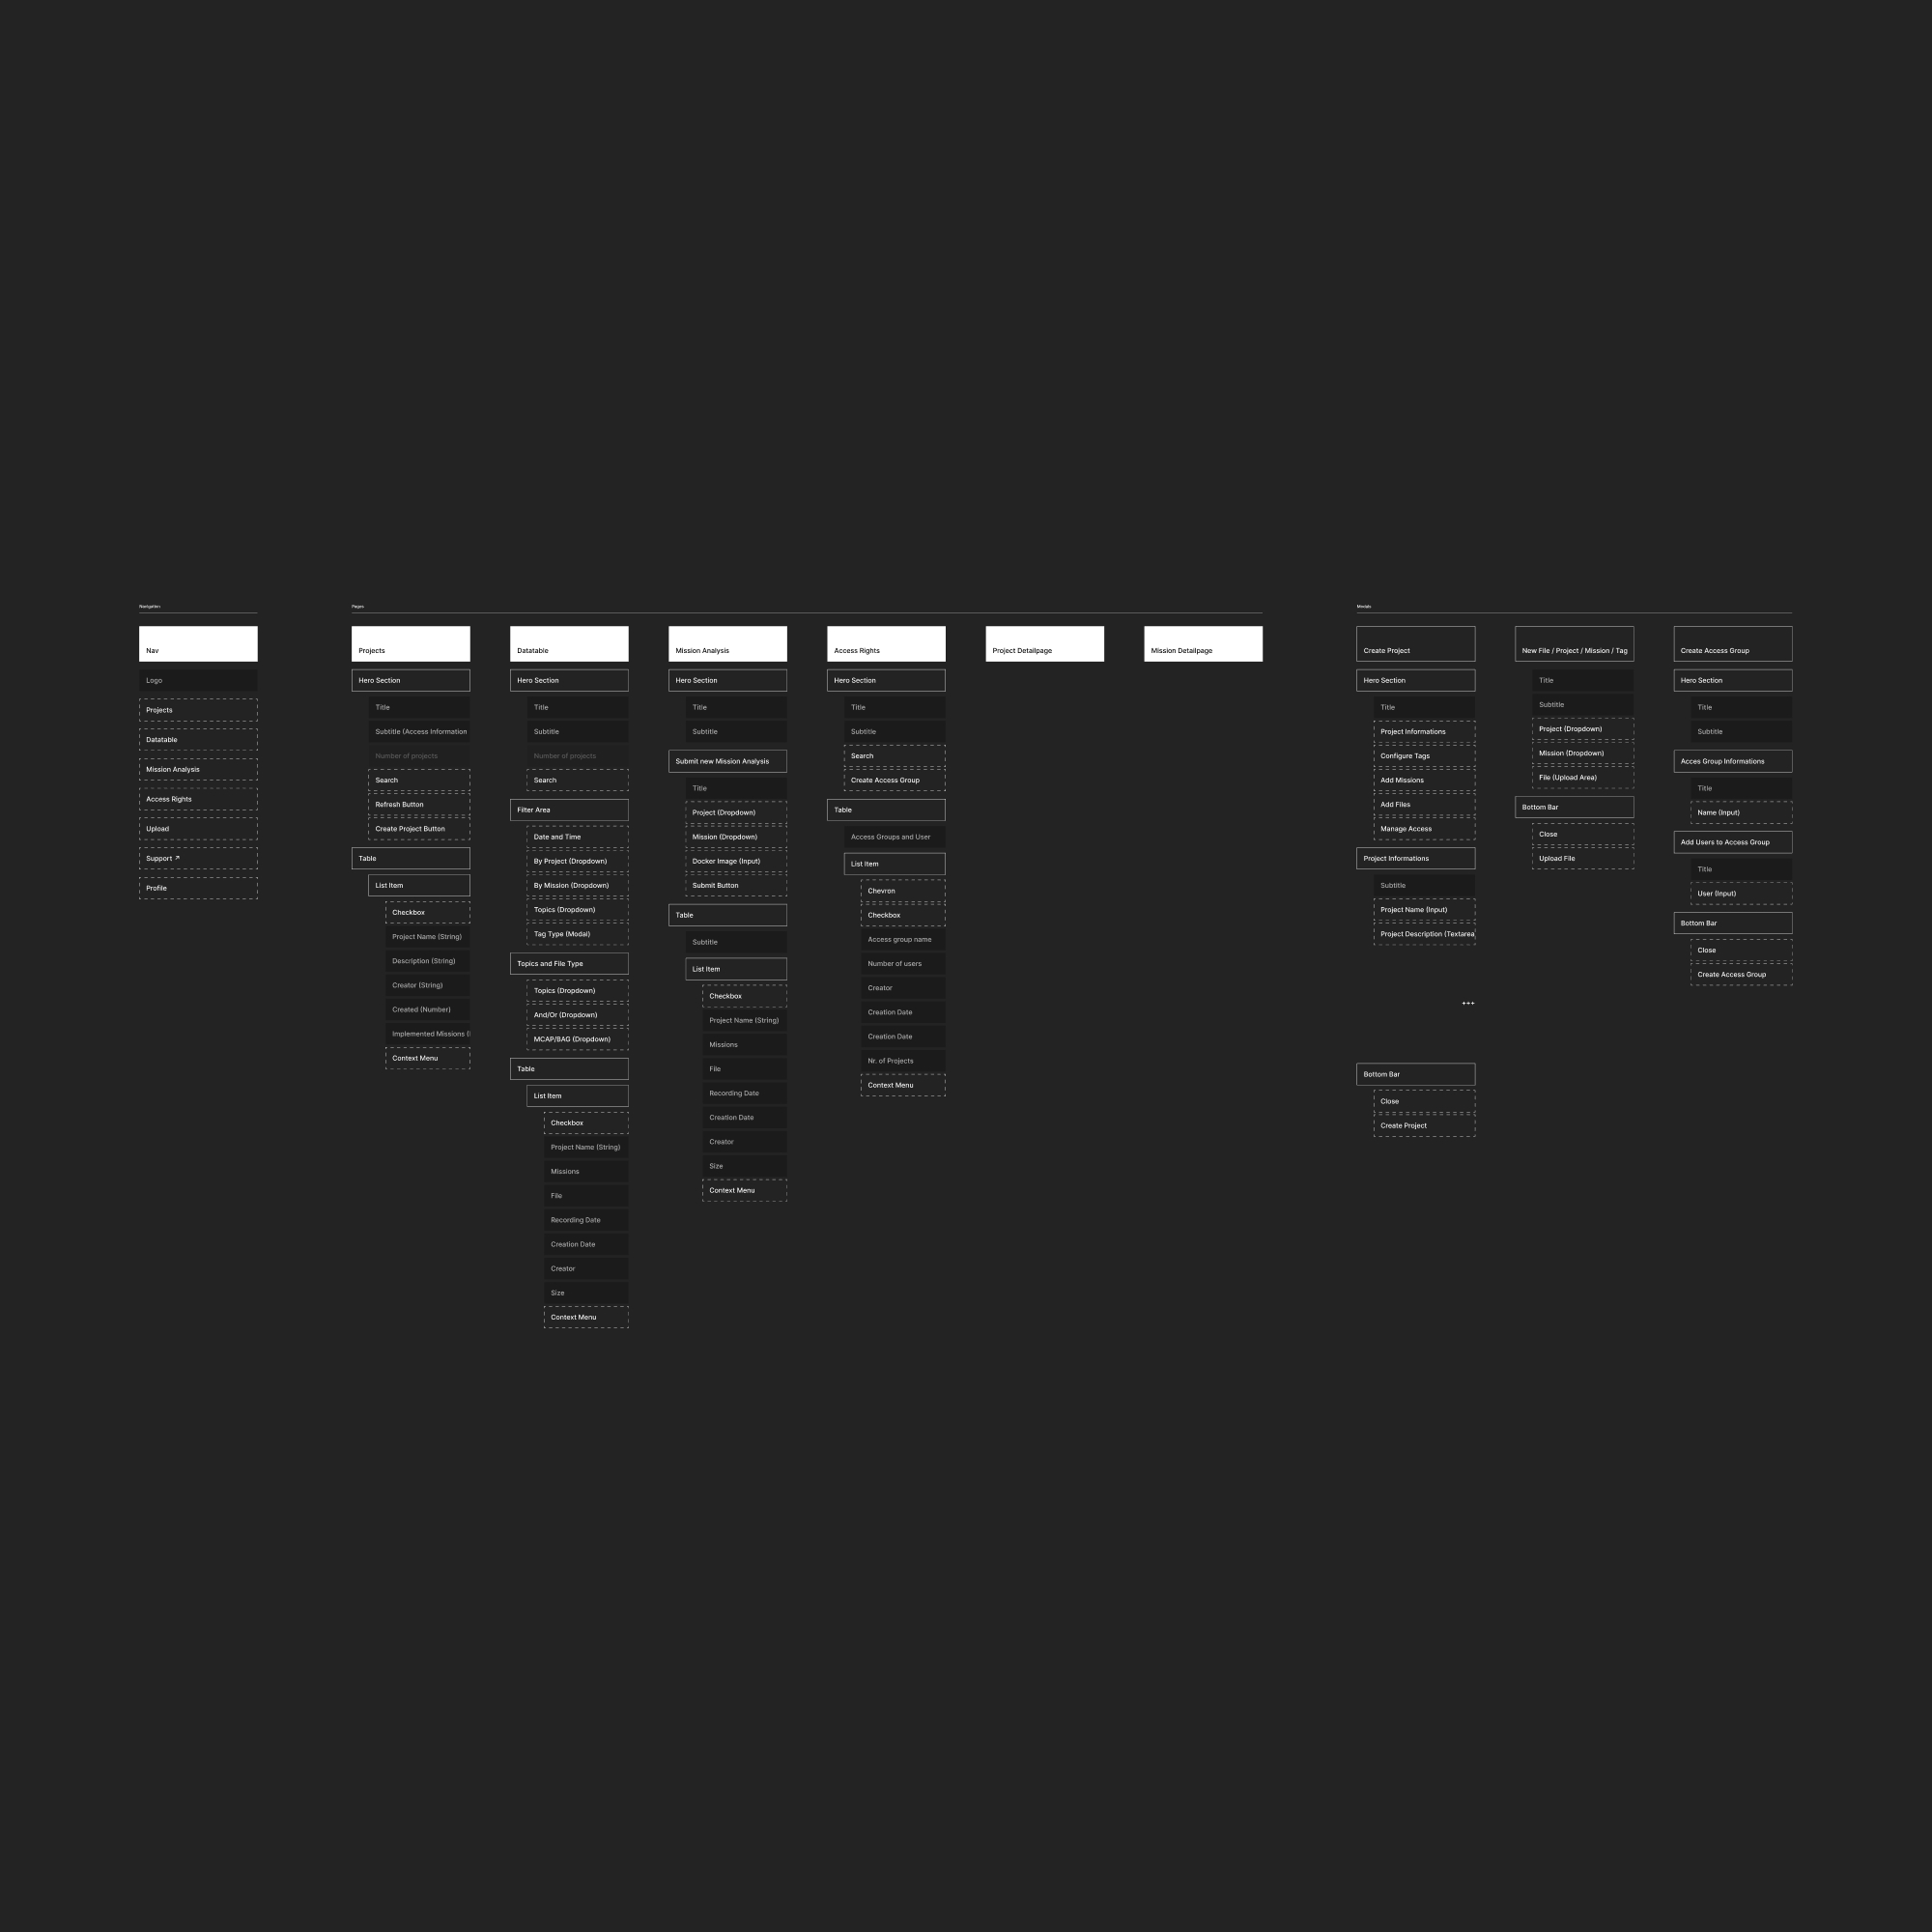 Navigation
Nav
Logo
Projects
Datatable
Mission Analysis
Access Rights
Upload
Support ↗
Profile
Pages
Projects
Hero Section
Title
Subtitle (Access Information
Number of projects
Search
Refresh Button
Create Project Button
Table
List Item
Checkbox
Project Name (String)
Description (String)
Creator (String)
Created (Number)
Implemented Missions (
Context Menu
Datatable
Hero Section
Title
Subtitle
Number of projects
Search
Filter Area
Date and Time
By Project (Dropdown)
By Mission (Dropdown)
Topics (Dropdown)
Tag Type (Modal)
Topics and File Type
Topics (Dropdown)
And/Or (Dropdown)
MCAP/BAG (Dropdown)
Table
List Item
Checkbox
Project Name (String)
Missions
File
Recording Date
Creation Date
Creator
Size
Context Menu
Mission Analysis
Hero Section
Title
Subtitle
Submit new Mission Analysis
Title
Project (Dropdown)
Mission (Dropdown)
Docker Image (Input)
Submit Button
Table
Subtitle
List Item
Checkbox
Project Name (String)
Missions
File
Recording Date
Creation Date
Creator
Size
Context Menu
Access Rights
Hero Section
Title
Subtitle
Search
Create Access Group
Table
Access Groups and User
List Item
Chevron
Checkbox
Access group name
Number of users
Creator
Creation Date
Creation Date
Nr. of Projects
Context Menu
Project Detailpage
Mission Detailpage
Modals
Create Project
Hero Section
Title
Project Informations
Configure Tags
Add Missions
Add Files
Manage Access
Project Informations
Subtitle
Project Name (Input)
Project Description (Textarea
+++
Bottom Bar
Close
Create Project
New File / Project / Mission / Tag
Title
Subtitle
Project (Dropdown)
Mission (Dropdown)
File (Upload Area)
Bottom Bar
Close
Upload File
Create Access Group
Hero Section
Title
Subtitle
Acces Group Informations
Title
Name (Input)
Add Users to Access Group
Title
User (Input)
Bottom Bar
Close
Create Access Group